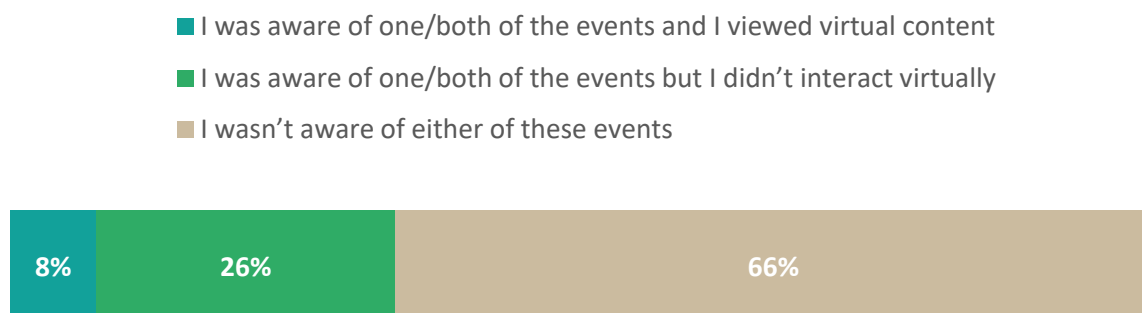 I was aware of one/both of the events and I viewed virtual content
I was aware of one/both of the events but I didn’t interact virtually
I wasn’t aware of either of these events
8% 26% 66%